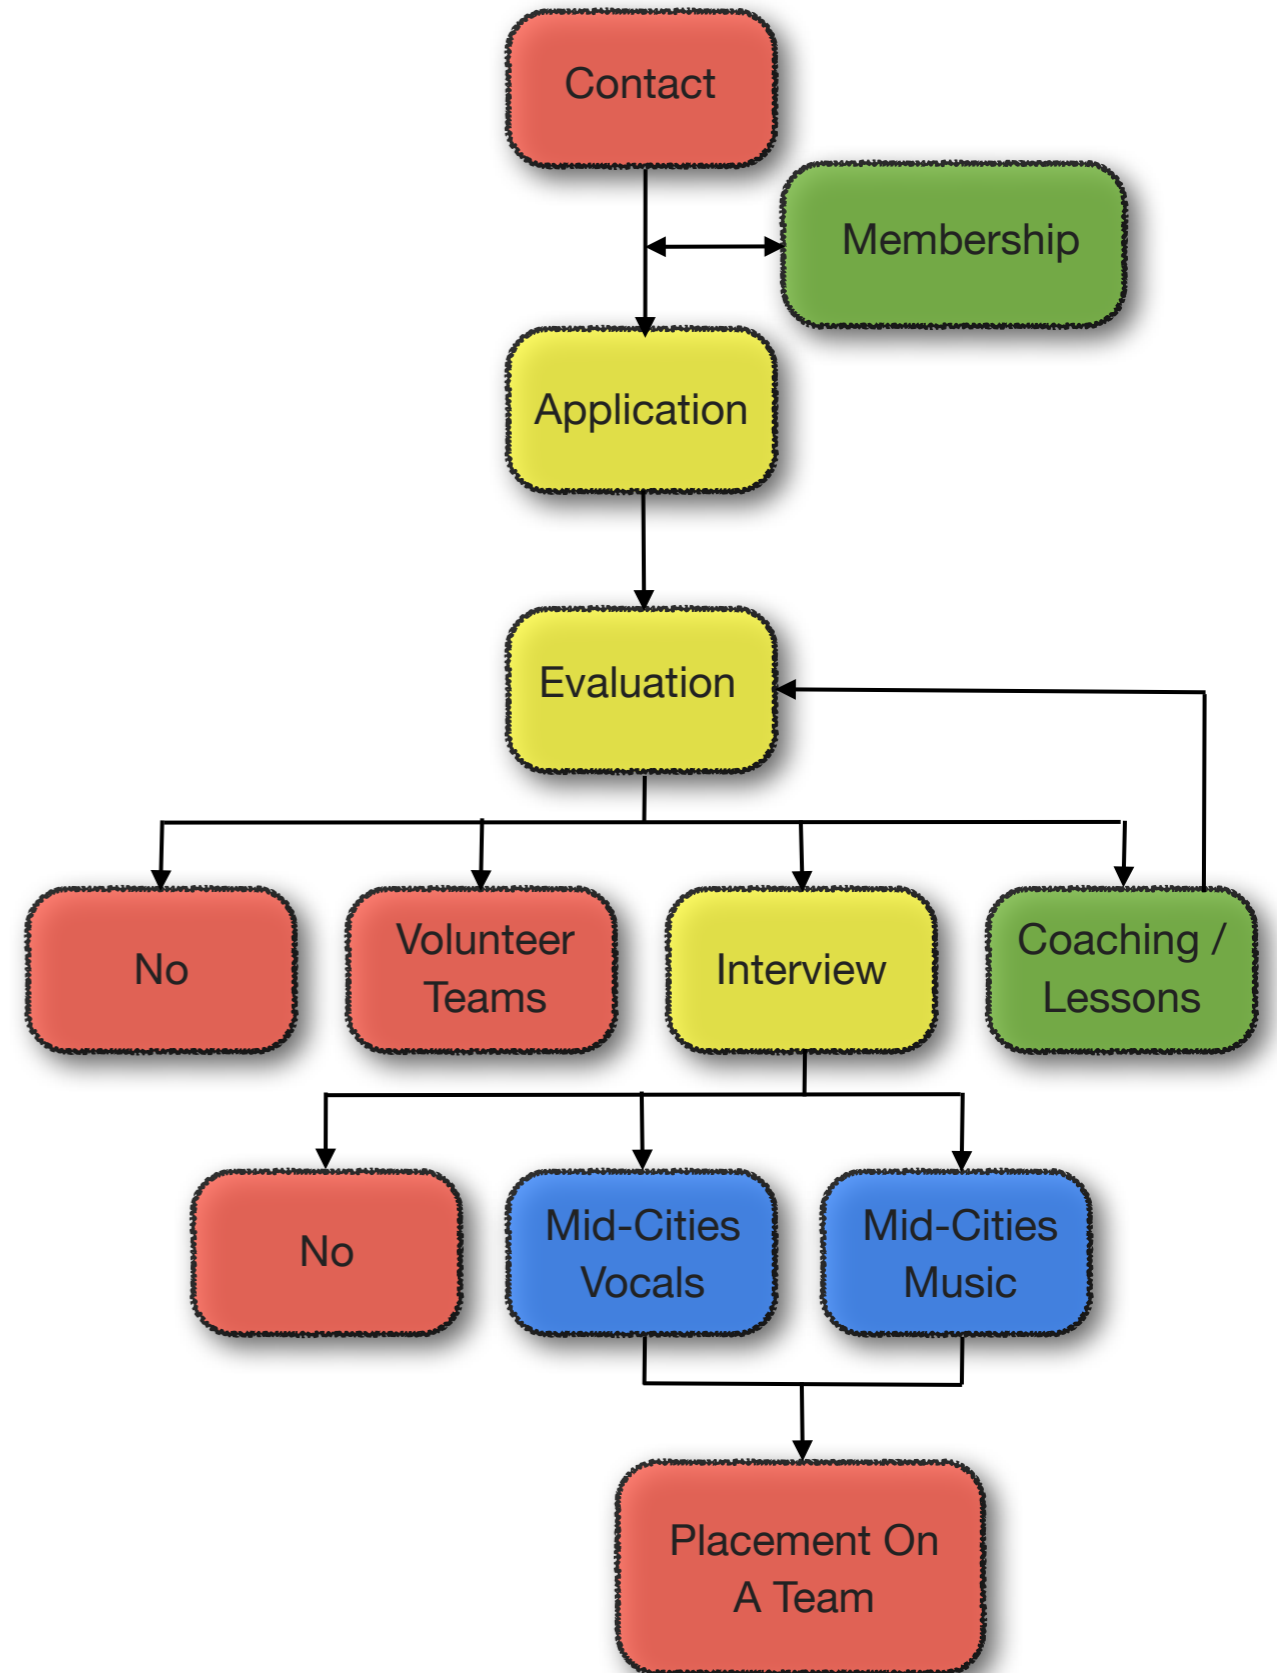 Contact
Membership
Application
Evaluation
No
Volunteer
Teams
Interview
Coaching /
Lessons
No
Mid-Cities
Vocals
Mid-Cities
Music
Placement On
A Team